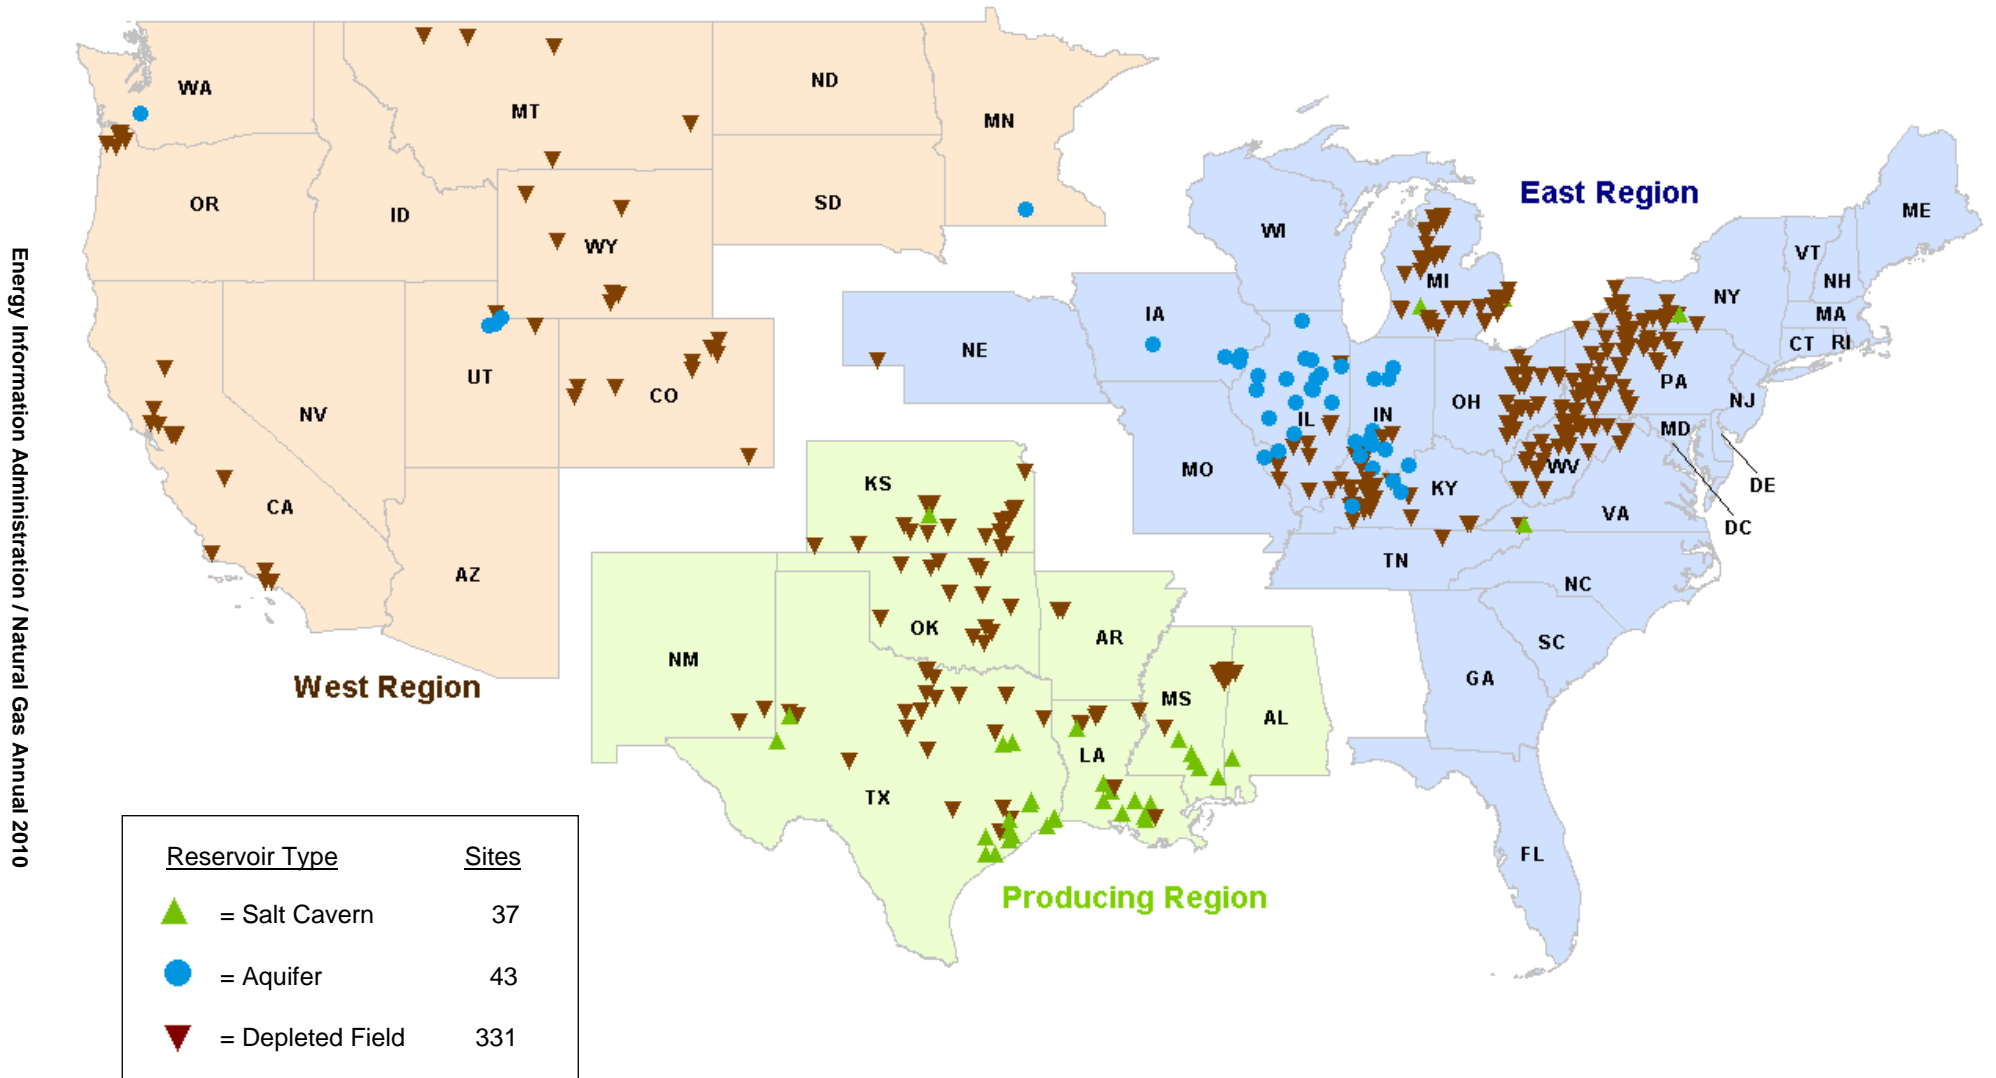 Energy Information Administration / Natural Gas Annual 2010
WA
MT
ND
MN
OR
ID
WY
SD
NV
UT
CO
CA
AZ
West Region
East Region
WI
MI
ME
VT
NH
NY
MA
CT
RI
IA
NE
IL
IN
OH
PA
NJ
MD
DE
DC
MO
KY
WV
VA
TN
NC
SC
GA
FL
KS
OK
AR
NM
TX
LA
MS
AL
Producing Region
Reservoir Type Sites
= Salt Cavern 37
= Aquifer 43
= Depleted Field 331